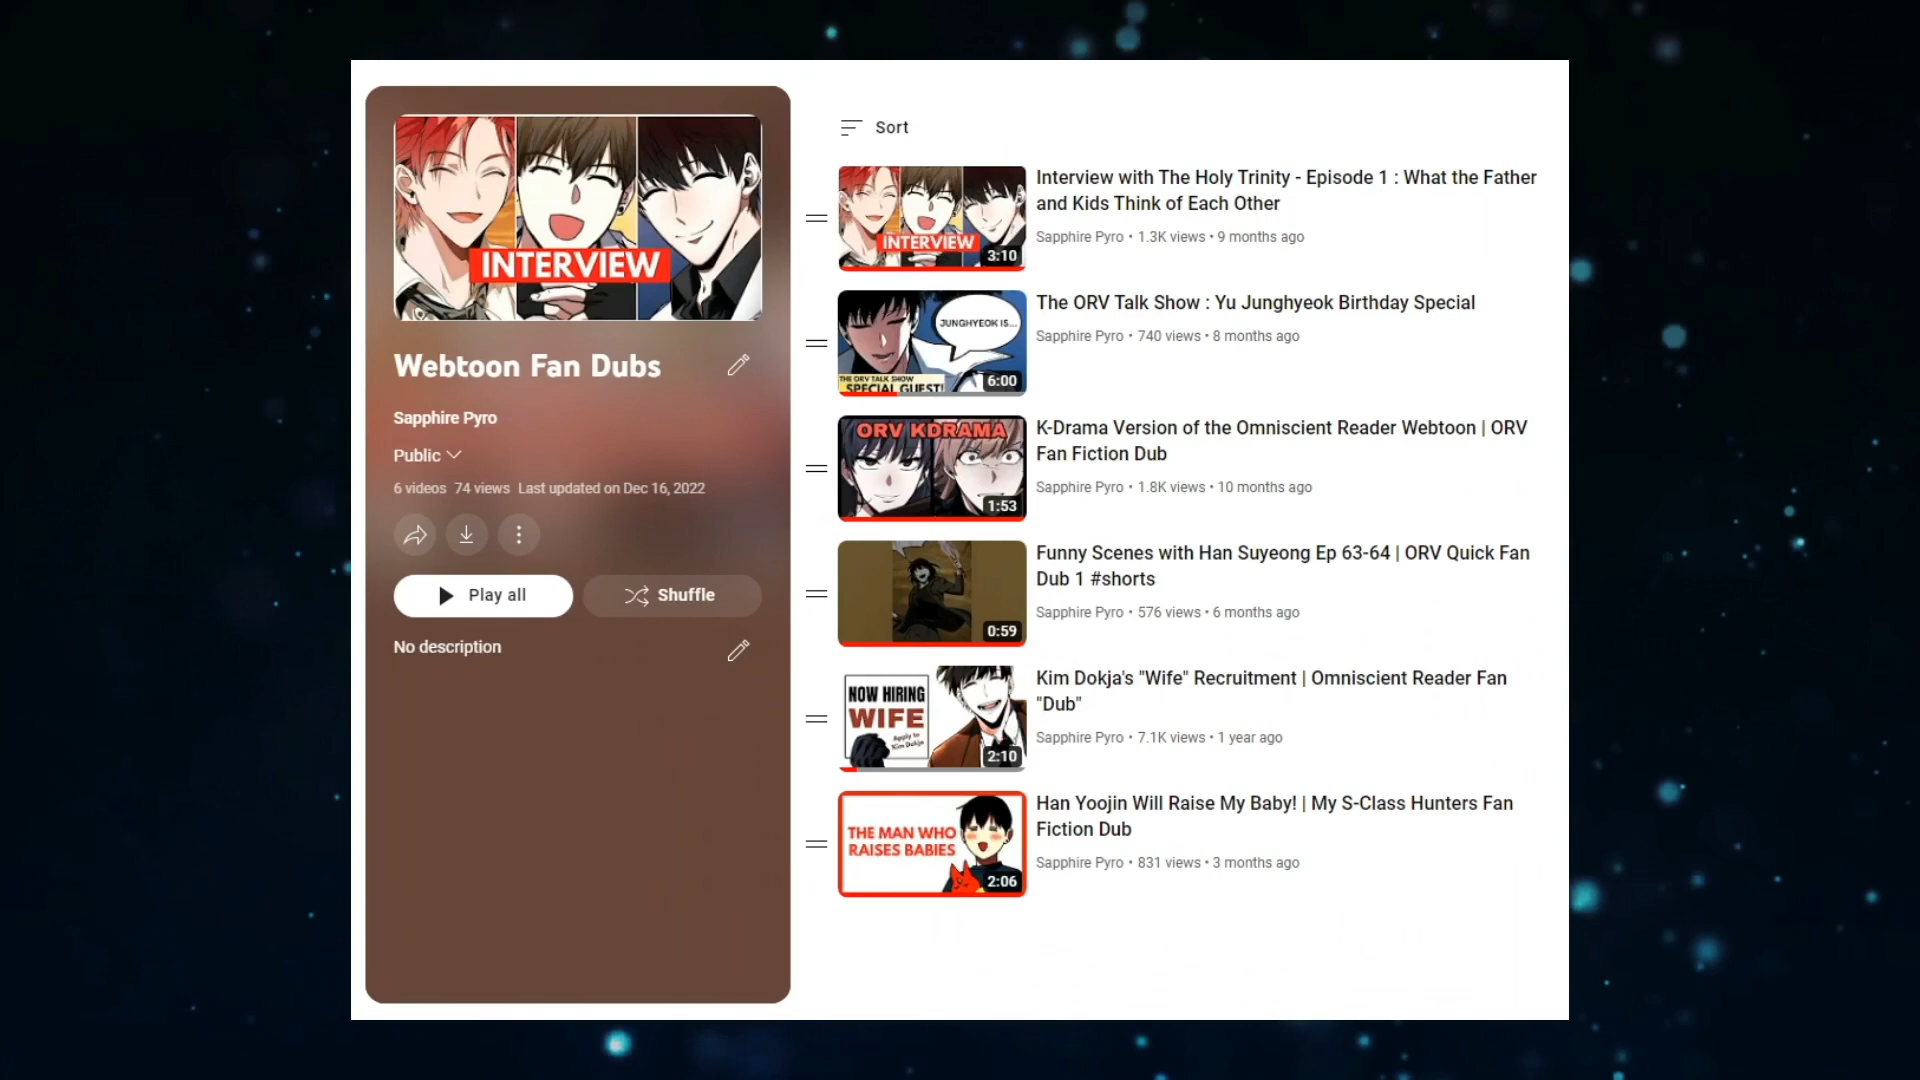 INTERVIEW
Webtoon Fan Dubs
Sapphire Pyro
Public
6 videos 74 views Last updated on Dec 16, 2022
Play all
Shuffle
No description
Sort
INTERVIEW
3:10
Interview with The Holy Trinity - Episode 1 : What the Father
and Kids Think of Each Other
Sapphire Pyro • 1.3K views • 9 months ago
JUNGHYEOK IS...
THE ORV TALK SHOW
SPECIAL GUEST!
6:00
The ORV Talk Show : Yu Junghyeok Birthday Special
Sapphire Pyro • 740 views • 8 months ago
ORV KDRAMA
1:53
K-Drama Version of the Omniscient Reader Webtoon | ORV
Fan Fiction Dub
Sapphire Pyro • 1.8K views • 10 months ago
0:59
Funny Scenes with Han Suyeong Ep 63-64 | ORV Quick Fan
Dub 1 #shorts
Sapphire Pyro • 576 views • 6 months ago
NOW HIRING
WIFE
Apply to
Kim Dokja
2:10
Kim Dokja's "Wife" Recruitment | Omniscient Reader Fan
"Dub"
Sapphire Pyro • 7.1K views • 1 year ago
THE MAN WHO
RAISES BABIES
2:06
Han Yoojin Will Raise My Baby! | My S-Class Hunters Fan
Fiction Dub
Sapphire Pyro • 831 views • 3 months ago